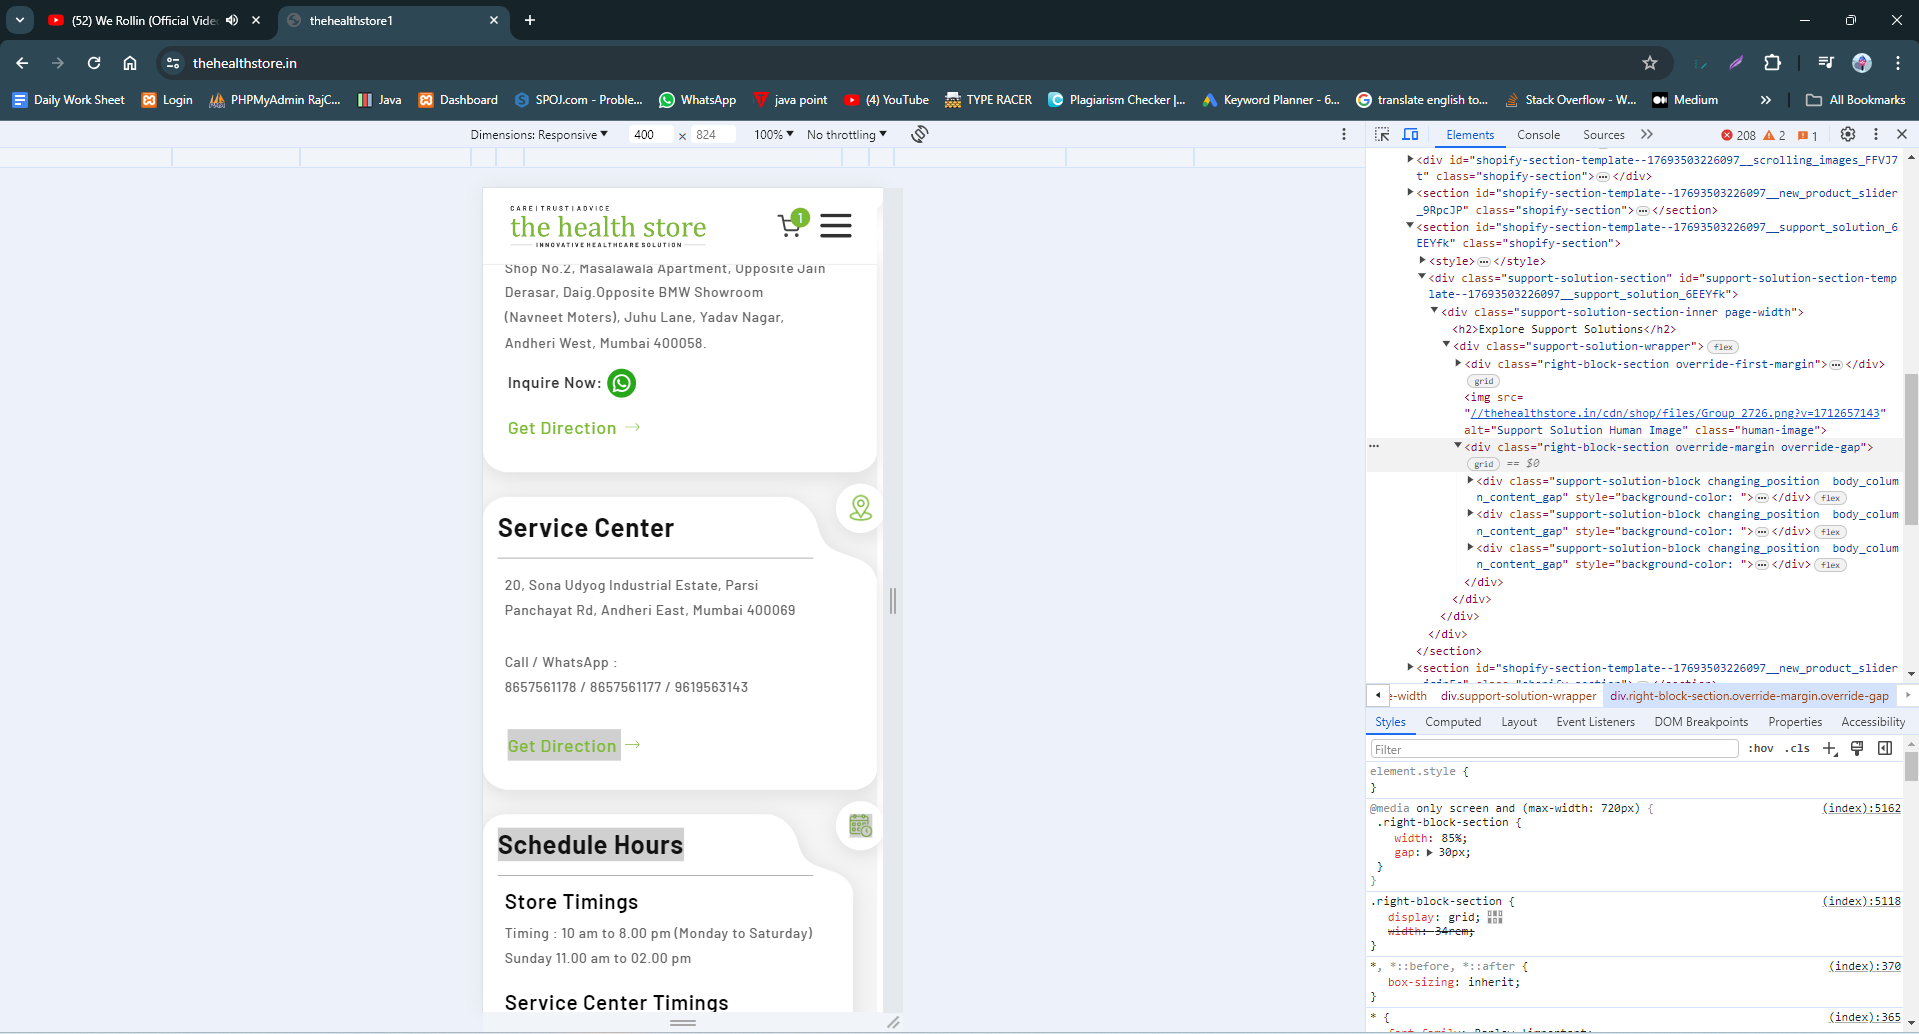 (52) We Rollin (Official Vide
thehealthstore1
thehealthstore.in
Daily Work Sheet
Login
PHPMyAdmin RajC...
Java
Dashboard
SPOJ.com - Proble...
WhatsApp
java point
(4) YouTube
TYPE RACER
Plagiarism Checker |...
Keyword Planner - 6...
translate english to...
Stack Overflow - W...
Medium
»
All Bookmarks
Dimensions: Responsive
400
×
824
100%
No throttling
CARE | TRUST | ADVICE
the health store
INNOVATIVE HEALTHCARE SOLUTION
1
Shop No.2, Masalawala Apartment, Opposite Jain
Derasar, Daig.Opposite BMW Showroom
(Navneet Moters), Juhu Lane, Yadav Nagar,
Andheri West, Mumbai 400058.
Inquire Now:
Get Direction →
Service Center
20, Sona Udyog Industrial Estate, Parsi
Panchayat Rd, Andheri East, Mumbai 400069
Call / WhatsApp :
8657561178 / 8657561177 / 9619563143
Get Direction →
Schedule Hours
Store Timings
Timing : 10 am to 8.00 pm (Monday to Saturday)
Sunday 11.00 am to 02.00 pm
Service Center Timings
Elements
Console
Sources
»
208
2
1
<div id="shopify-section-template--17693503226097__scrolling_images_FFVJ7
t" class="shopify-section">…</div>
<section id="shopify-section-template--17693503226097__new_product_slider
_9RpcJP" class="shopify-section">…</section>
<section id="shopify-section-template--17693503226097__support_solution_6
EEYfk" class="shopify-section">
<style>…</style>
<div class="support-solution-section" id="support-solution-section-temp
late--17693503226097__support_solution_6EEYfk">
<div class="support-solution-section-inner page-width">
<h2>Explore Support Solutions</h2>
<div class="support-solution-wrapper"> flex
<div class="right-block-section override-first-margin">…</div>
grid
<img src=
"//thehealthstore.in/cdn/shop/files/Group_2726.png?v=1712657143"
alt="Support Solution Human Image" class="human-image">
<div class="right-block-section override-margin override-gap">
grid == $0
<div class="support-solution-block changing_position  body_colum
n_content_gap" style="background-color: ">…</div> flex
<div class="support-solution-block changing_position  body_colum
n_content_gap" style="background-color: ">…</div> flex
<div class="support-solution-block changing_position  body_colum
n_content_gap" style="background-color: ">…</div> flex
</div>
</div>
</div>
</div>
</section>
<section id="shopify-section-template--17693503226097__new_product_slider
e-width
div.support-solution-wrapper
div.right-block-section.override-margin.override-gap
Styles
Computed
Layout
Event Listeners
DOM Breakpoints
Properties
Accessibility
Filter
:hov
.cls
element.style {
}
@media only screen and (max-width: 720px) {
(index):5162
.right-block-section {
width: 85%;
gap: 30px;
}
}
.right-block-section {
(index):5118
display: grid;
width: 34rem;
}
*, *::before, *::after {
(index):370
box-sizing: inherit;
}
* {
(index):365